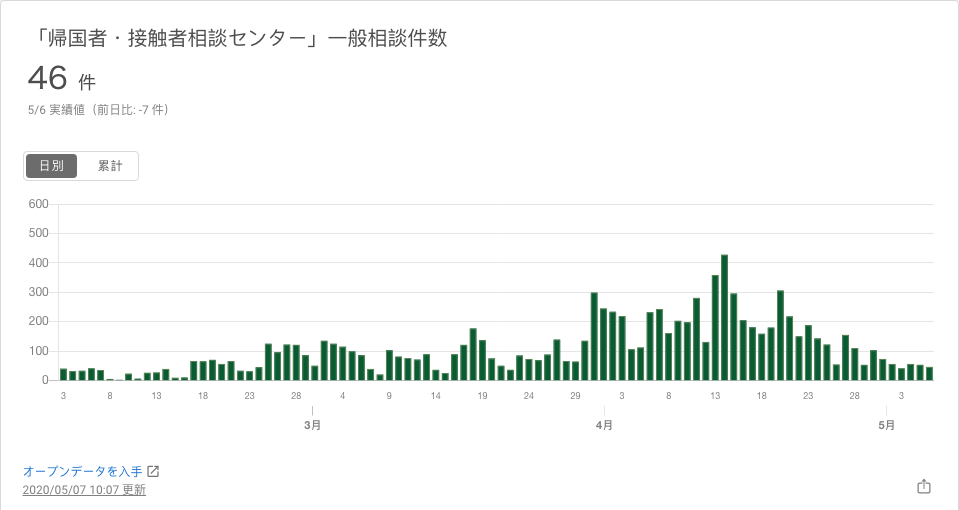 「帰国者・接触者相談センター」一般相談件数
46 件
5/6 実績値（前日比: -7 件）
日別 累計
600
500
400
300
200
100
0
3 8 13 18 23 28 4 9 14 19 24 29 3 8 13 18 23 28 3
3月 4月 5月
オープンデータを入手
2020/05/07 10:07 更新